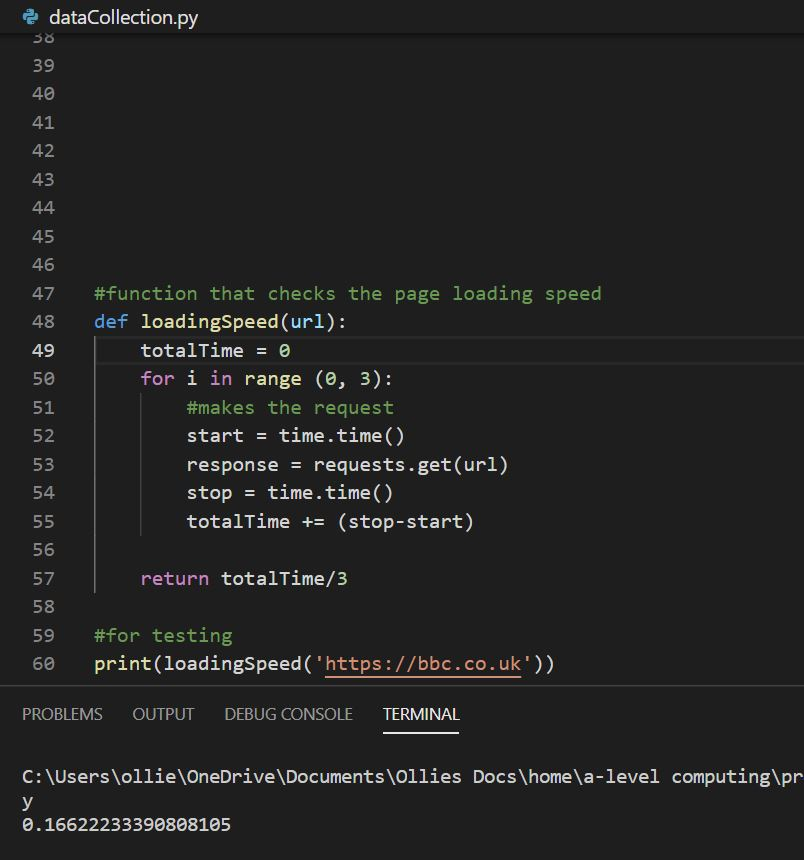 dataCollection.py
38
39
40
41
42
43
44
45
46
47 #function that checks the page loading speed
48 def loadingSpeed(url):
49     totalTime = 0
50     for i in range (0, 3):
51         #makes the request
52         start = time.time()
53         response = requests.get(url)
54         stop = time.time()
55         totalTime += (stop-start)
56
57     return totalTime/3
58
59 #for testing
60 print(loadingSpeed('https://bbc.co.uk'))
PROBLEMS OUTPUT DEBUG CONSOLE TERMINAL
C:\Users\ollie\OneDrive\Documents\Ollies Docs\home\a-level computing\pr
y
0.16622233390808105